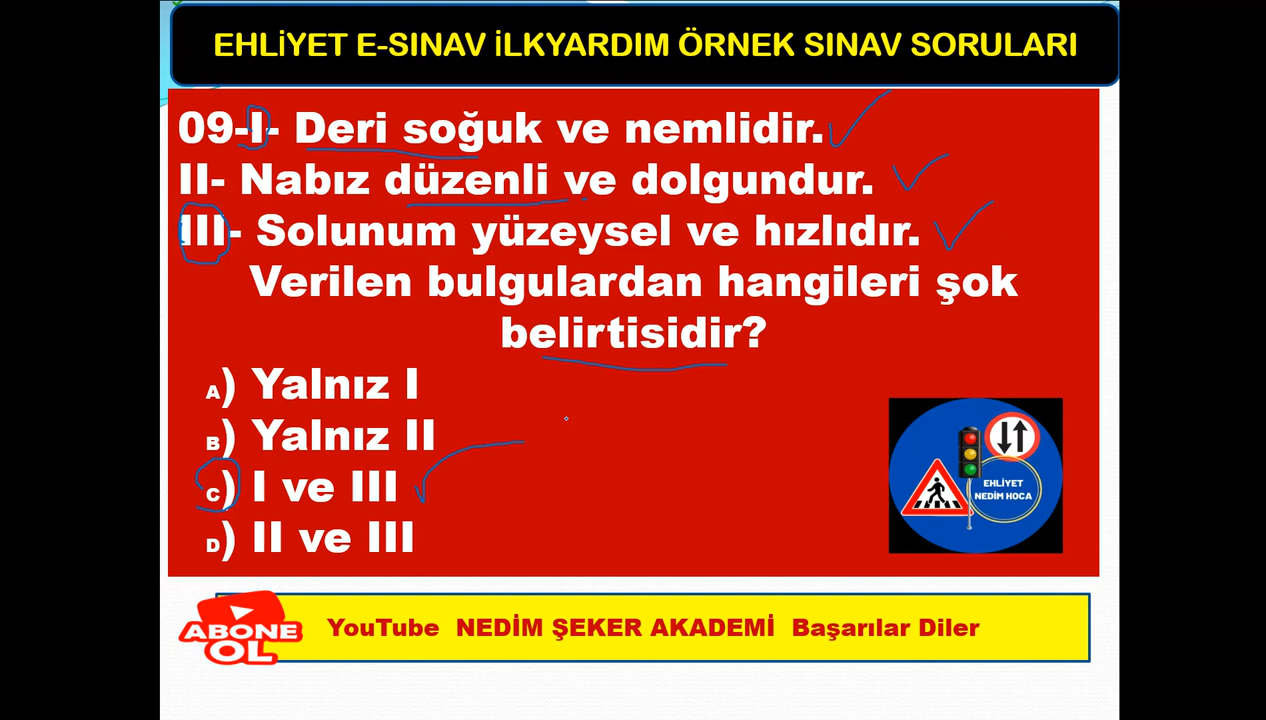 EHLİYET E-SINAV İLKYARDIM ÖRNEK SINAV SORULARI
09-I- Deri soğuk ve nemlidir.
II- Nabız düzenli ve dolgundur.
III- Solunum yüzeysel ve hızlıdır.
Verilen bulgulardan hangileri şok
belirtisidir?
A) Yalnız I
B) Yalnız II
C) I ve III
D) II ve III
EHLİYET
NEDİM HOCA
ABONE
OL
YouTube NEDİM ŞEKER AKADEMİ Başarılar Diler